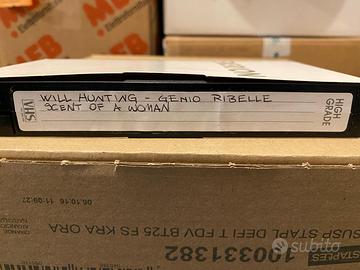 WILL HUNTING - GENIO RIBELLE
SCENT OF A WOMAN
VHS
HIGH
GRADE
06.10.16 11:09:27
SUSP STAPL DEFI T FDV BT25 FS KRA ORA
100331382
STAPLES
subito